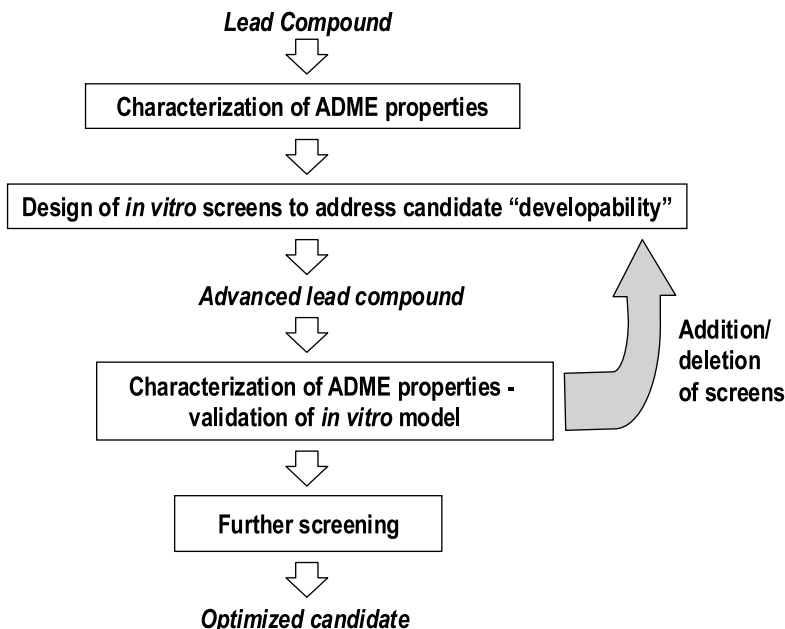 Lead Compound
Characterization of ADME properties
Design of in vitro screens to address candidate “developability”
Advanced lead compound
Addition/
deletion
of screens
Characterization of ADME properties -
validation of in vitro model
Further screening
Optimized candidate